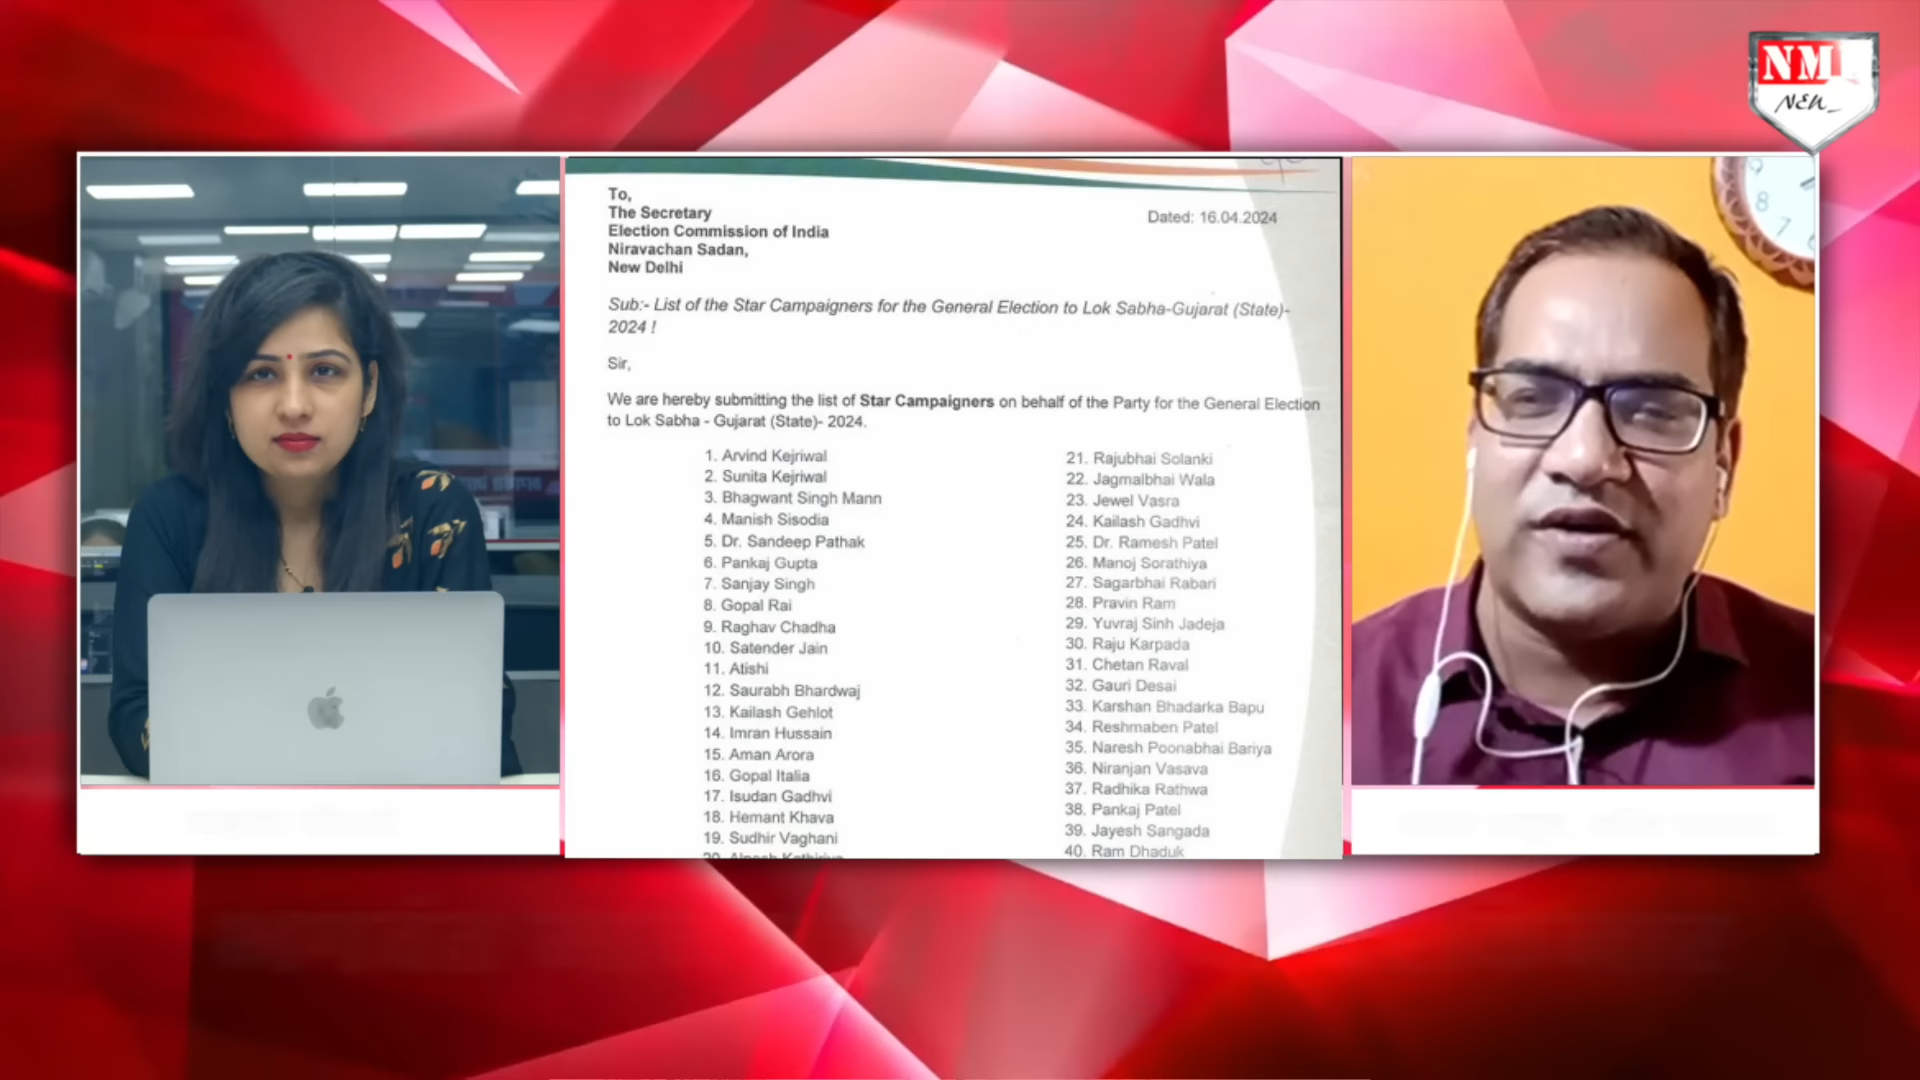 NM
NEW
To,
The Secretary
Election Commission of India
Niravachan Sadan,
New Delhi
Dated: 16.04.2024
Sub:- List of the Star Campaigners for the General Election to Lok Sabha-Gujarat (State)-
2024 !
Sir,
We are hereby submitting the list of Star Campaigners on behalf of the Party for the General Election
to Lok Sabha - Gujarat (State)- 2024.
1. Arvind Kejriwal
2. Sunita Kejriwal
3. Bhagwant Singh Mann
4. Manish Sisodia
5. Dr. Sandeep Pathak
6. Pankaj Gupta
7. Sanjay Singh
8. Gopal Rai
9. Raghav Chadha
10. Satender Jain
11. Atishi
12. Saurabh Bhardwaj
13. Kailash Gehlot
14. Imran Hussain
15. Aman Arora
16. Gopal Italia
17. Isudan Gadhvi
18. Hemant Khava
19. Sudhir Vaghani
20. Alpesh Kathiriya
21. Rajubhai Solanki
22. Jagmalbhai Wala
23. Jewel Vasra
24. Kailash Gadhvi
25. Dr. Ramesh Patel
26. Manoj Sorathiya
27. Sagarbhai Rabari
28. Pravin Ram
29. Yuvraj Sinh Jadeja
30. Raju Karpada
31. Chetan Raval
32. Gauri Desai
33. Karshan Bhadarka Bapu
34. Reshmaben Patel
35. Naresh Poonabhai Bariya
36. Niranjan Vasava
37. Radhika Rathwa
38. Pankaj Patel
39. Jayesh Sangada
40. Ram Dhaduk
9
8
7
6